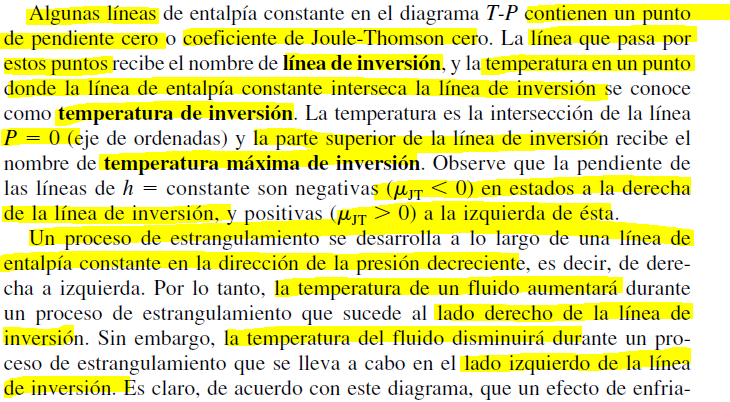 Algunas líneas de entalpía constante en el diagrama T-P contienen un punto
de pendiente cero o coeficiente de Joule-Thomson cero. La línea que pasa por
estos puntos recibe el nombre de línea de inversión, y la temperatura en un punto
donde la línea de entalpía constante interseca la línea de inversión se conoce
como temperatura de inversión. La temperatura es la intersección de la línea
P = 0 (eje de ordenadas) y la parte superior de la línea de inversión recibe el
nombre de temperatura máxima de inversión. Observe que la pendiente de
las líneas de h = constante son negativas (μJT < 0) en estados a la derecha
de la línea de inversión, y positivas (μJT > 0) a la izquierda de ésta.
Un proceso de estrangulamiento se desarrolla a lo largo de una línea de
entalpía constante en la dirección de la presión decreciente, es decir, de dere-
cha a izquierda. Por lo tanto, la temperatura de un fluido aumentará durante
un proceso de estrangulamiento que sucede al lado derecho de la línea de
inversión. Sin embargo, la temperatura del fluido disminuirá durante un pro-
ceso de estrangulamiento que se lleva a cabo en el lado izquierdo de la línea
de inversión. Es claro, de acuerdo con este diagrama, que un efecto de enfria-